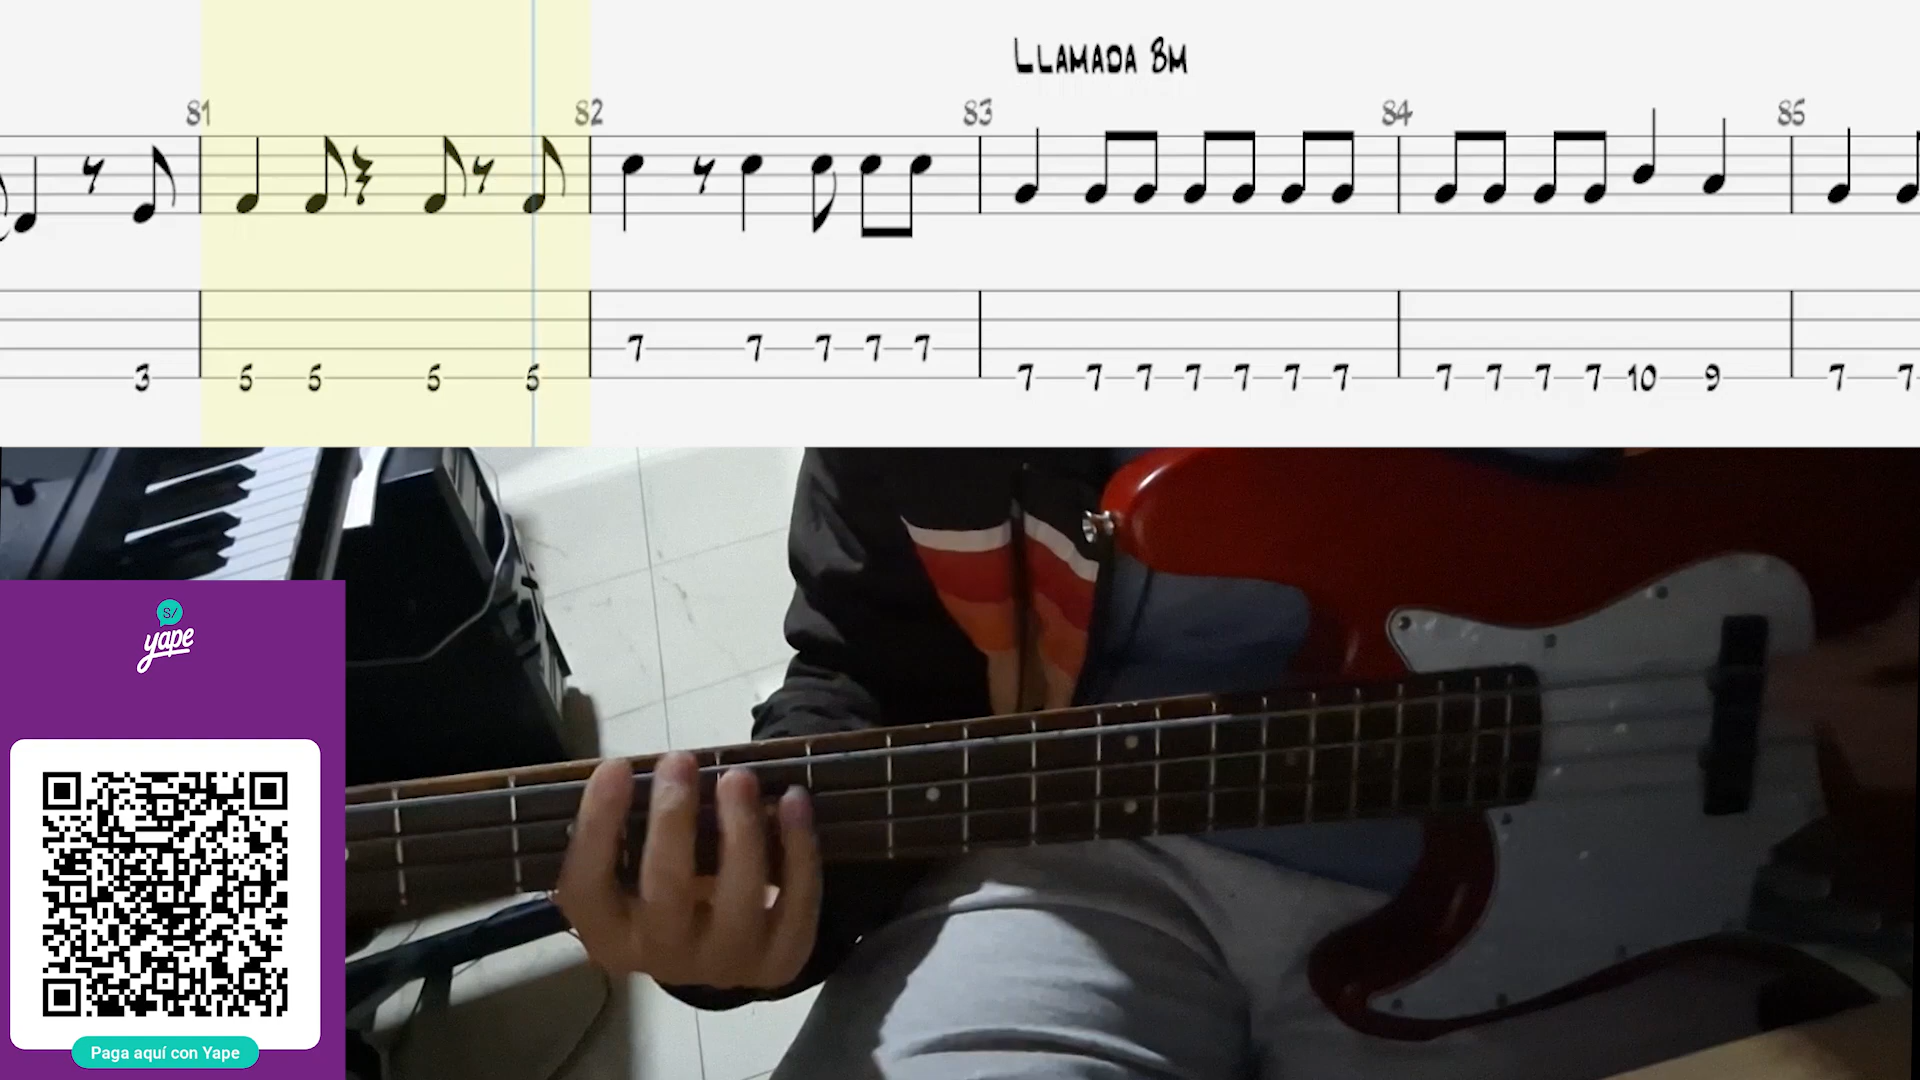 Llamada Bm
81 82 83 84 85
7 7 7 7 7
3 5 5 5 5 7 7 7 7 7 7 7 7 7 7 7 10 9 7 7
S/
yape
Paga aquí con Yape